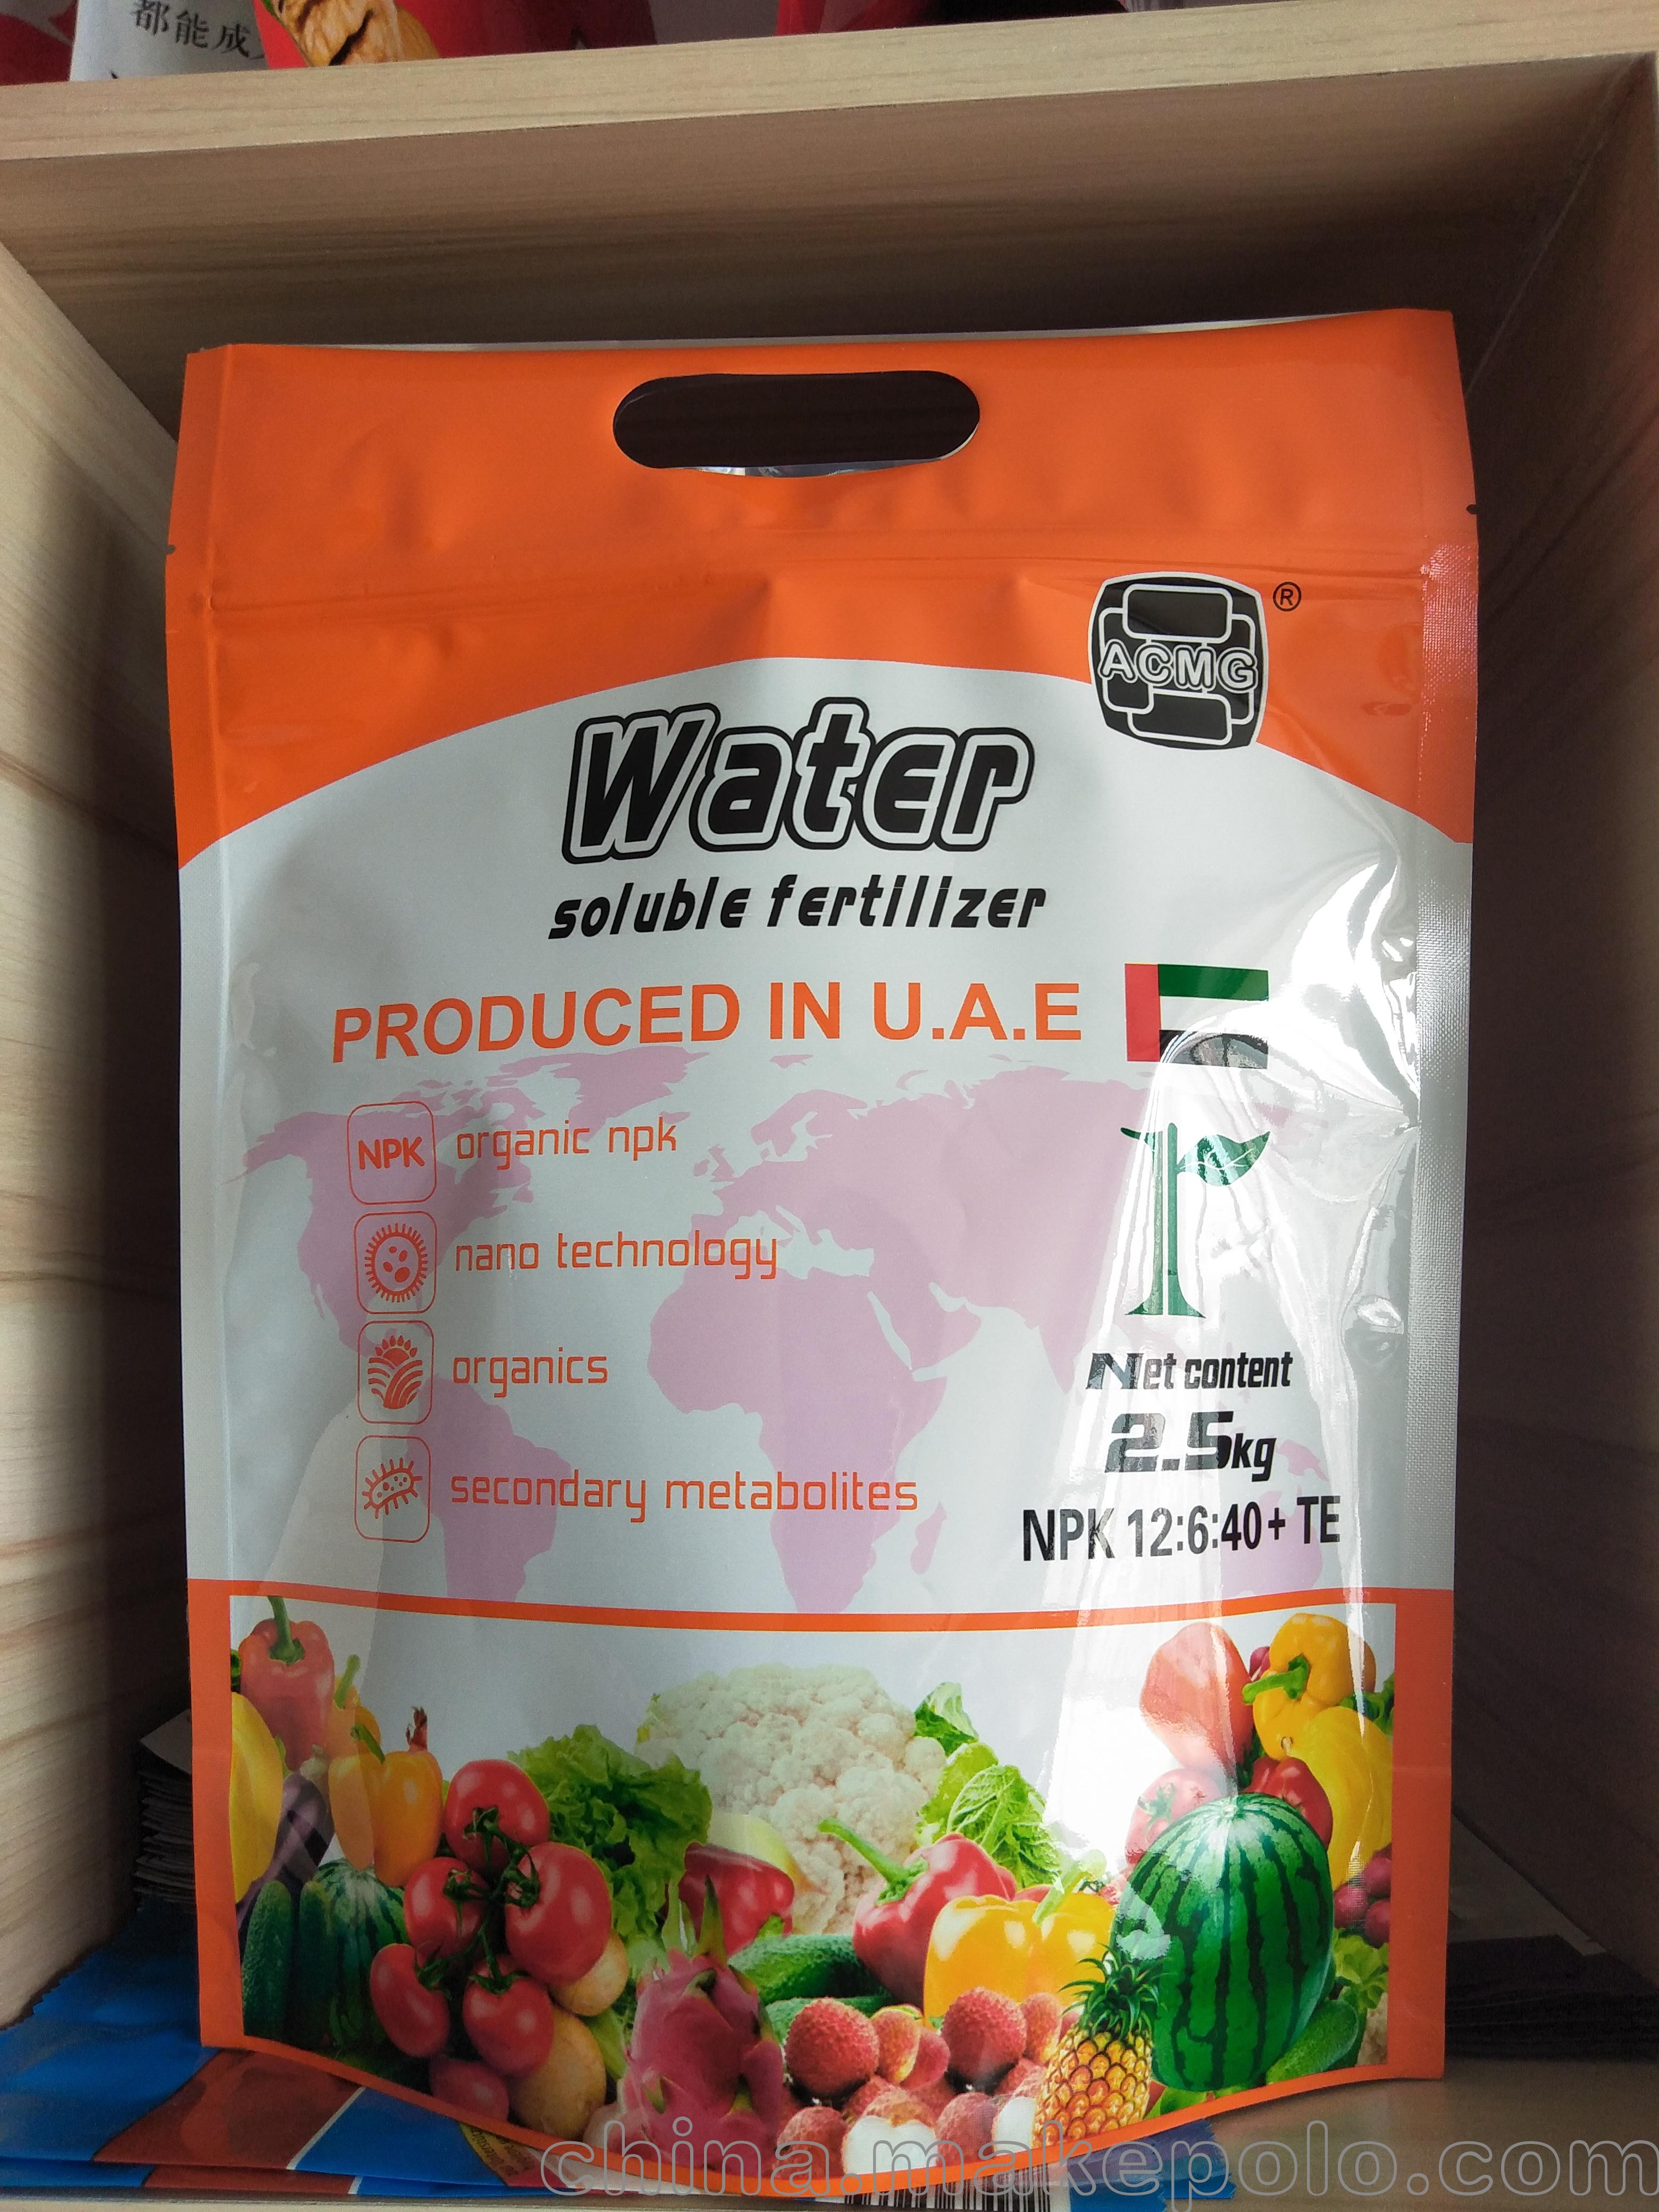 都能成
ACMG
®
Water
soluble fertilizer
PRODUCED IN U.A.E
NPK organic npk
nano technology
organics
secondary metabolites
Net content
2.5kg
NPK 12:6:40+ TE
china.makepolo.com